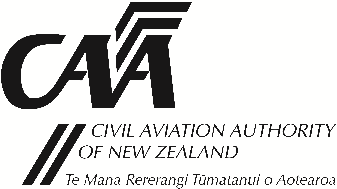 CAA
CIVIL AVIATION AUTHORITY
OF NEW ZEALAND
Te Mana Rererangi Tūmatanui o Aotearoa